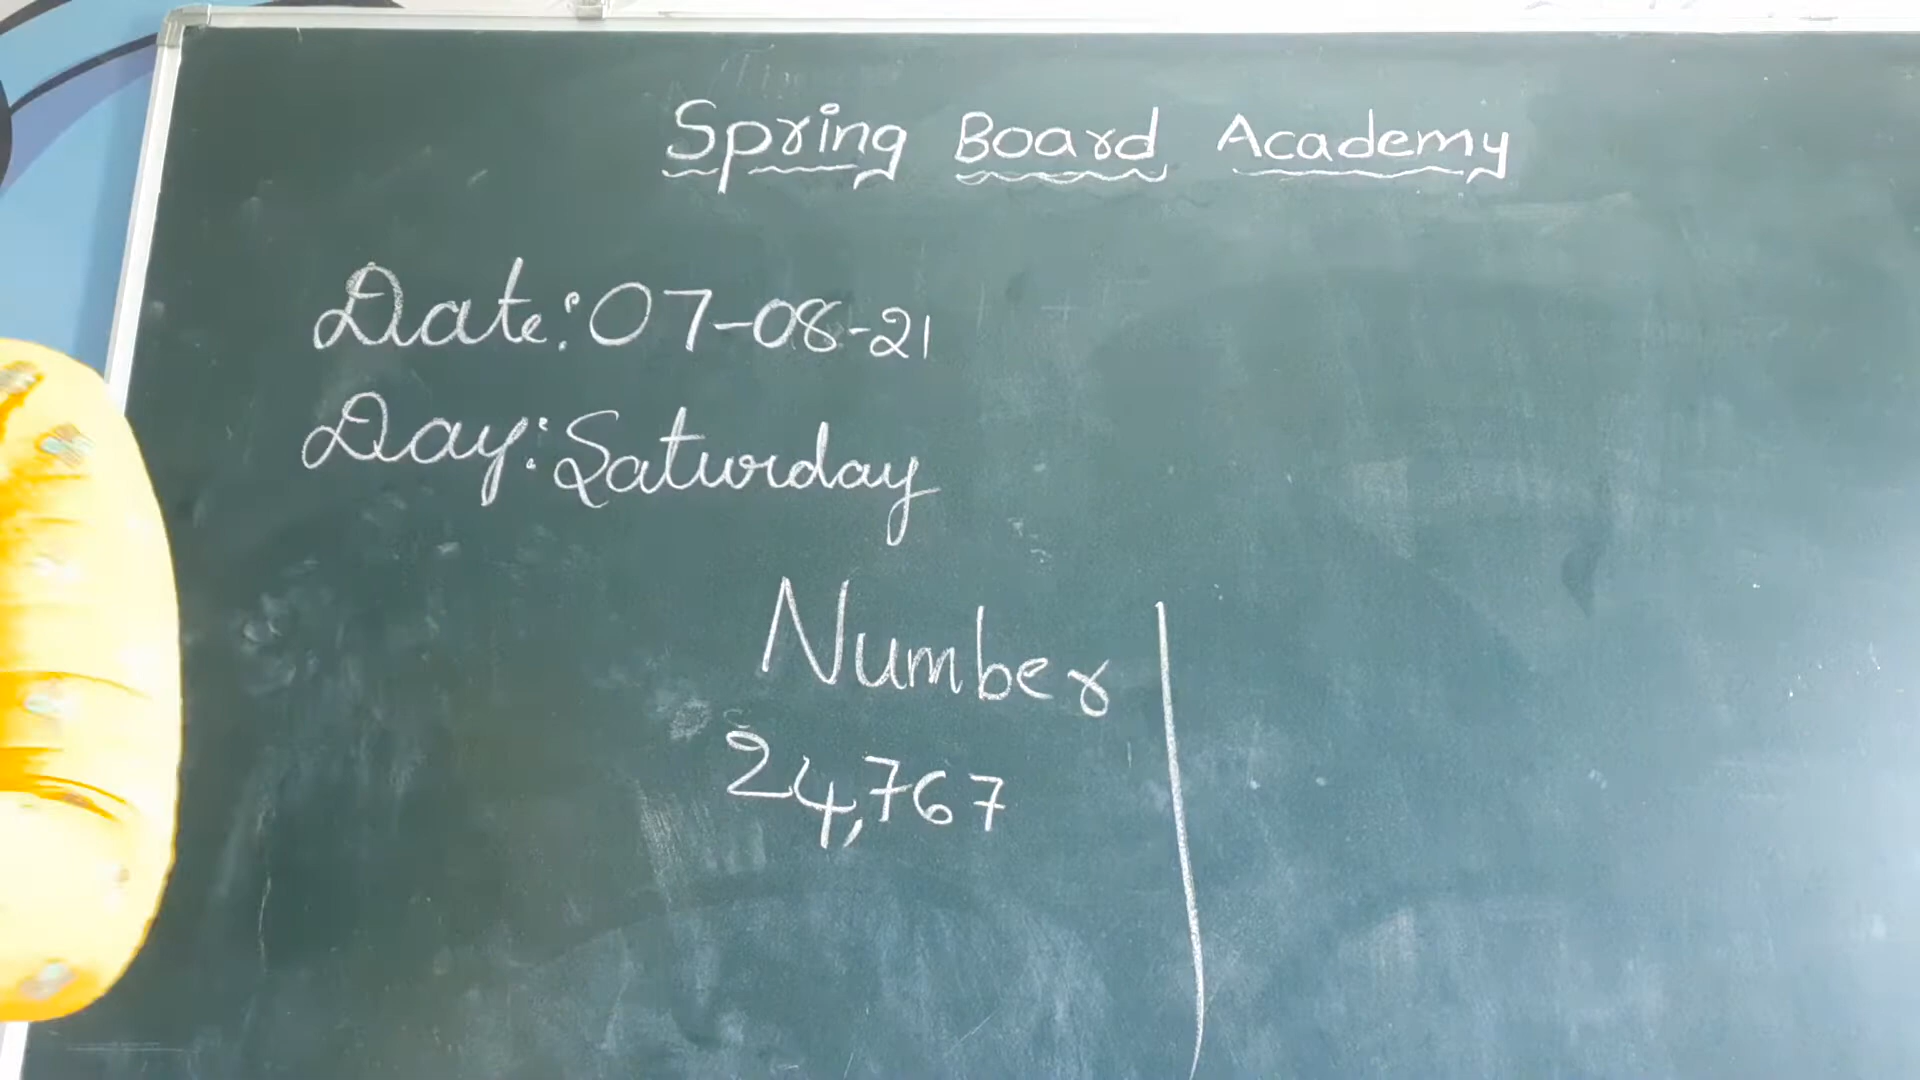 Spring Board Academy
Date: 07-08-21
Day: Saturday
Number
24,767